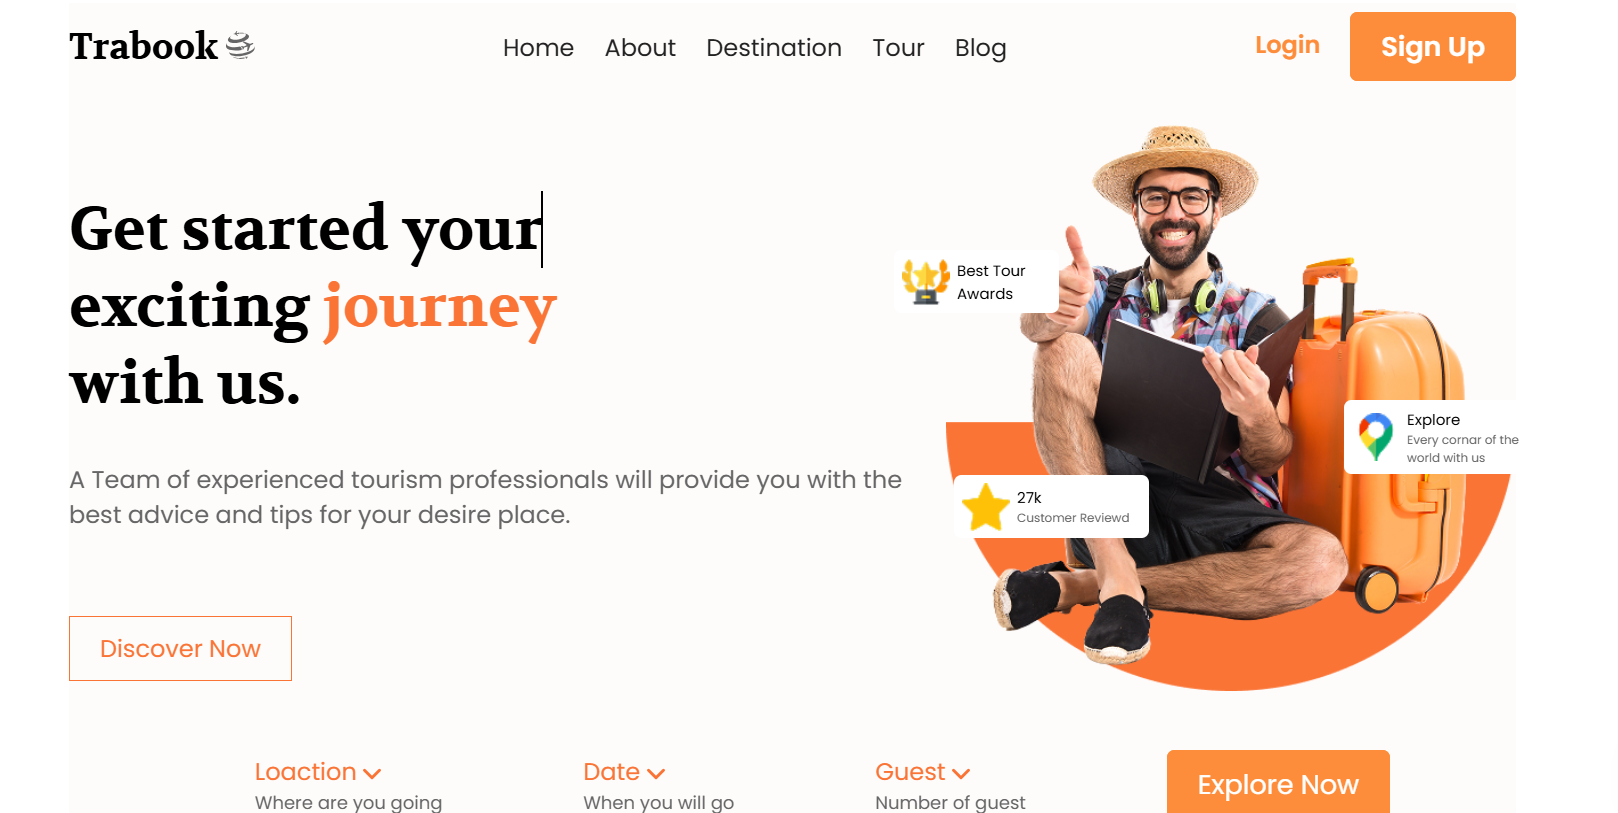 Trabook
Home About Destination Tour Blog
Login
Sign Up
Get started your
exciting journey
with us.
A Team of experienced tourism professionals will provide you with the
best advice and tips for your desire place.
Discover Now
Best Tour
Awards
Explore
Every cornar of the
world with us
27k
Customer Reviewd
Loaction
Where are you going
Date
When you will go
Guest
Number of guest
Explore Now